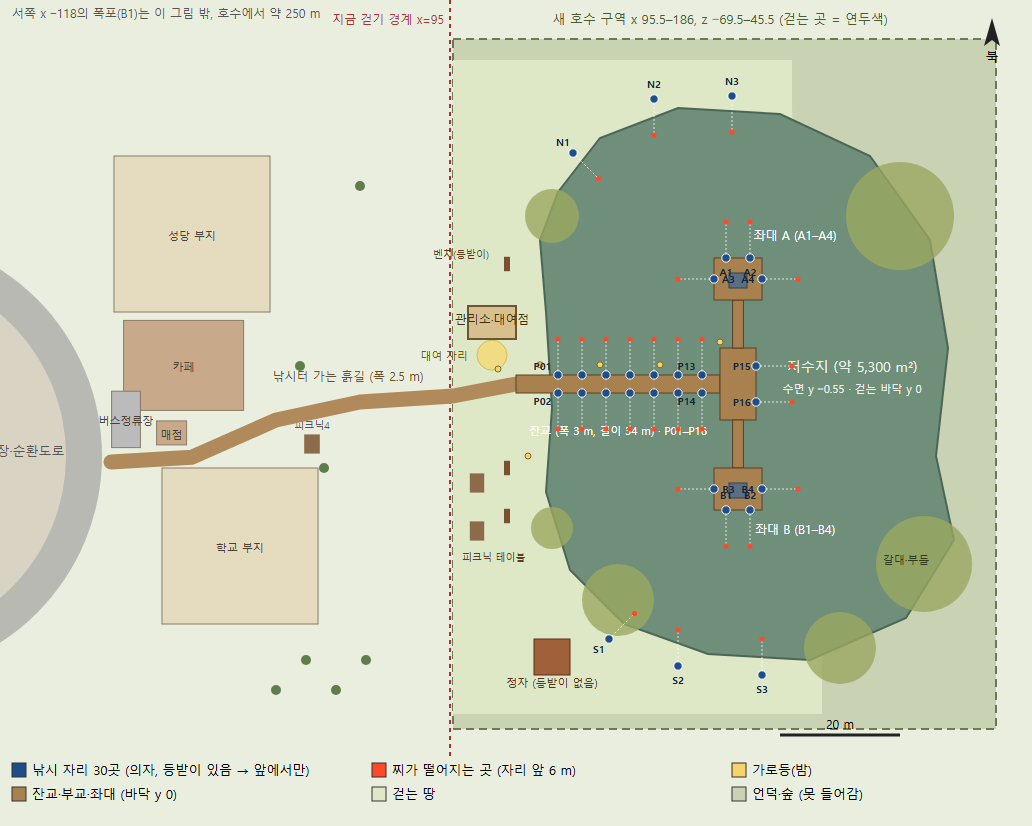 서쪽 x −118의 폭포(B1)는 이 그림 밖, 호수에서 약 250 m
지금 걷기 경계 x=95
새 호수 구역 x 95.5–186, z −69.5–45.5 (걷는 곳 = 연두색)
북
N2
N3
N1
성당 부지
벤치(등받이)
좌대 A (A1–A4)
A1
A2
A3
A4
관리소·대여점
대여 자리
카페
낚시터 가는 흙길 (폭 2.5 m)
P01
P13
P15
저수지 (약 5,300 m²)
수면 y −0.55 · 걷는 바닥 y 0
P02
P14
P16
버스정류장
매점
피크닉4
잔교 (폭 3 m, 길이 34 m) · P01–P16
장·순환도로
B3
B4
B1
B2
좌대 B (B1–B4)
학교 부지
피크닉 테이블
갈대·부들
S1
S2
S3
정자 (등받이 없음)
20 m
낚시 자리 30곳 (의자, 등받이 있음 → 앞에서만)
찌가 떨어지는 곳 (자리 앞 6 m)
가로등(밤)
잔교·부교·좌대 (바닥 y 0)
걷는 땅
언덕·숲 (못 들어감)